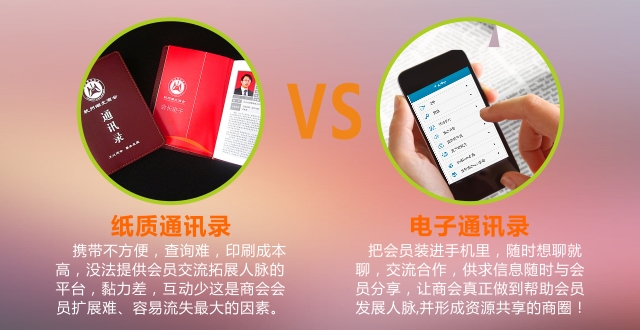 通讯录
VS
纸质通讯录
携带不方便，查询难，印刷成本
高，没法提供会员交流拓展人脉的
平台，黏力差，互动少这是商会会
员扩展难、容易流失最大的因素。
电子通讯录
把会员装进手机里，随时想聊就
聊，交流合作，供求信息随时与会
员分享，让商会真正做到帮助会员
发展人脉,并形成资源共享的商圈！